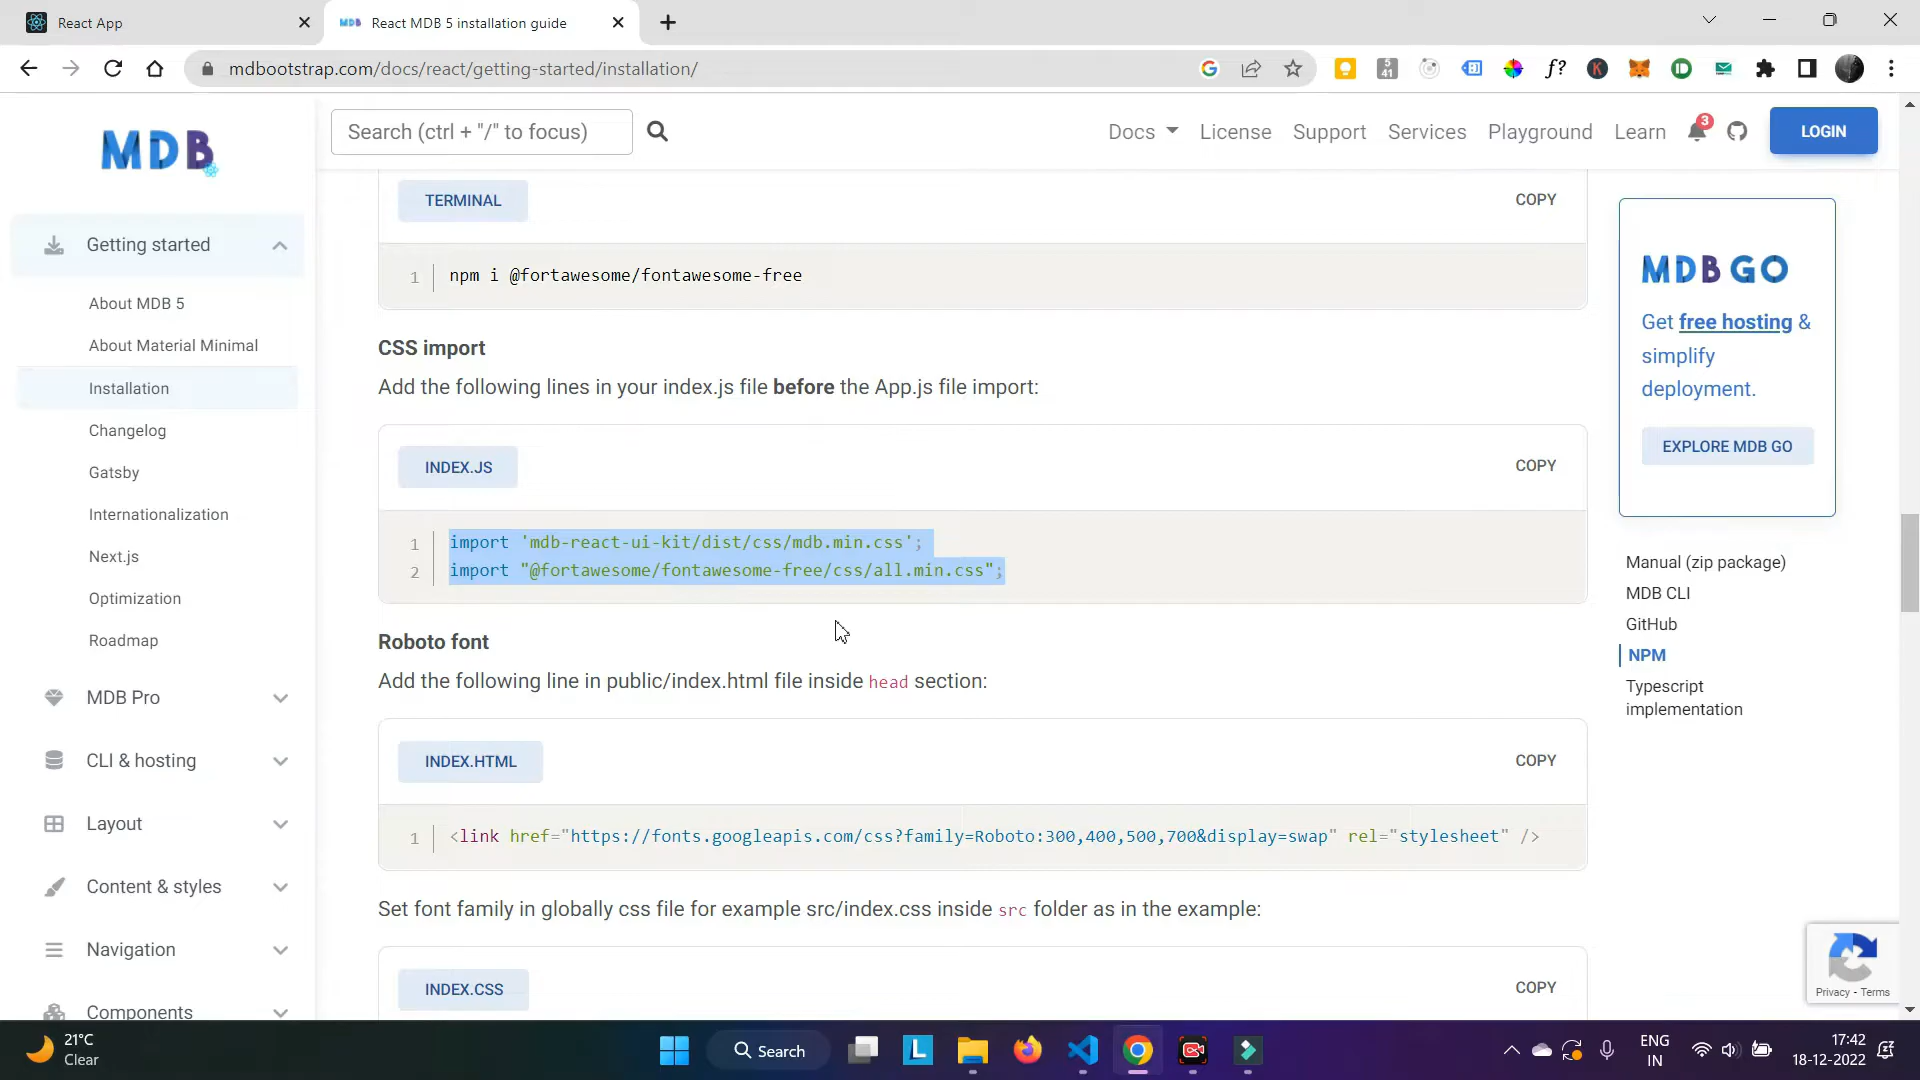 React App
MDB React MDB 5 installation guide
mdbootstrap.com/docs/react/getting-started/installation/
MDB
Search (ctrl + "/" to focus)
Docs
License
Support
Services
Playground
Learn
3
LOGIN
Getting started
About MDB 5
About Material Minimal
Installation
Changelog
Gatsby
Internationalization
Next.js
Optimization
Roadmap
MDB Pro
CLI & hosting
Layout
Content & styles
Navigation
Components
TERMINAL
COPY
1 npm i @fortawesome/fontawesome-free
CSS import
Add the following lines in your index.js file before the App.js file import:
INDEX.JS
COPY
1 import 'mdb-react-ui-kit/dist/css/mdb.min.css';
2 import "@fortawesome/fontawesome-free/css/all.min.css";
Roboto font
Add the following line in public/index.html file inside head section:
INDEX.HTML
COPY
1 <link href="https://fonts.googleapis.com/css?family=Roboto:300,400,500,700&display=swap" rel="stylesheet" />
Set font family in globally css file for example src/index.css inside src folder as in the example:
INDEX.CSS
COPY
MDB GO
Get free hosting &
simplify
deployment.
EXPLORE MDB GO
Manual (zip package)
MDB CLI
GitHub
NPM
Typescript
implementation
Privacy - Terms
21°C
Clear
Search
ENG
IN
17:42
18-12-2022